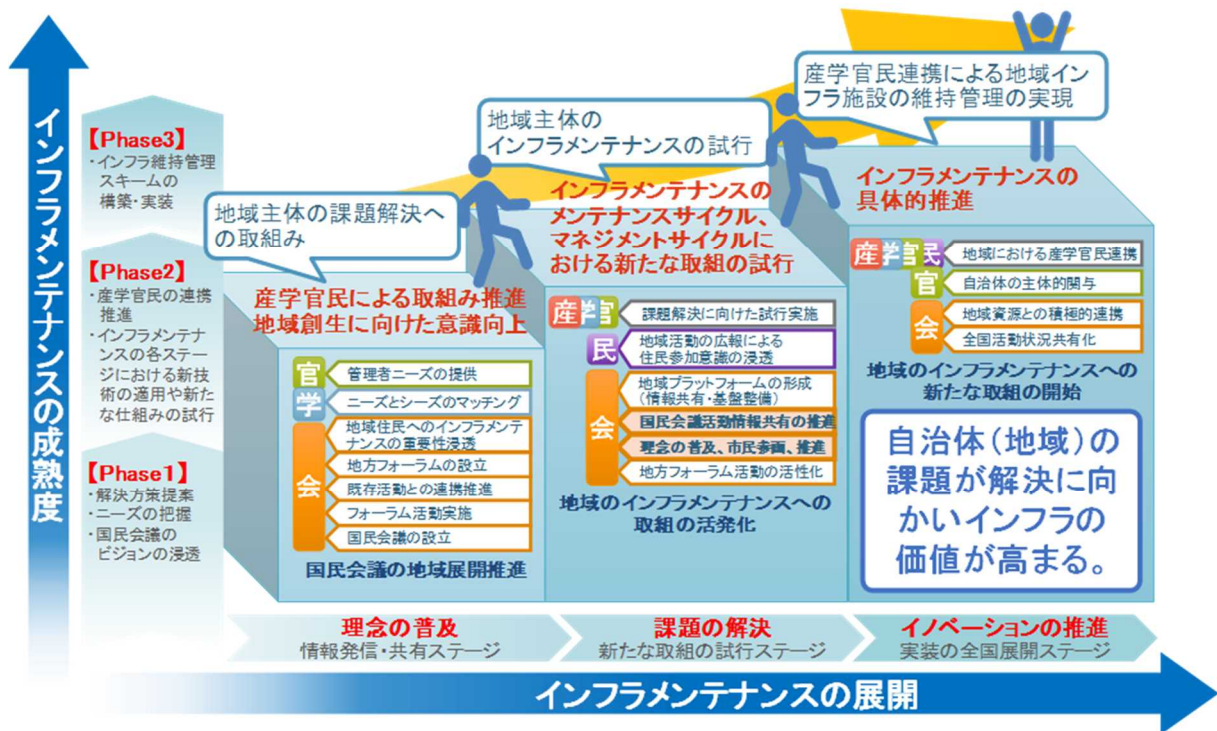 インフラメンテナンスの成熟度
【Phase3】
・インフラ維持管理
スキームの
構築・実装
【Phase2】
・産学官民の連携
推進
・インフラメンテナ
ンスの各ステー
ジにおける新技
術の適用や新た
な仕組みの試行
【Phase1】
・解決方策提案
・ニーズの把握
・国民会議の
ビジョンの浸透
地域主体の課題解決へ
の取組み
産学官民による取組み推進
地域創生に向けた意識向上
官
管理者ニーズの提供
学
ニーズとシーズのマッチング
会
地域住民へのインフラメンテ
ナンスの重要性浸透
地方フォーラムの設立
既存活動との連携推進
フォーラム活動実施
国民会議の設立
国民会議の地域展開推進
地域主体の
インフラメンテナンスの試行
インフラメンテナンスの
メンテナンスサイクル、
マネジメントサイクルに
おける新たな取組の試行
産学官
課題解決に向けた試行実施
民
地域活動の広報による
住民参加意識の浸透
会
地域プラットフォームの形成
（情報共有・基盤整備）
国民会議活動情報共有の推進
理念の普及、市民参画、推進
地方フォーラム活動の活性化
地域のインフラメンテナンスへの
取組の活発化
産学官民連携による地域イン
フラ施設の維持管理の実現
インフラメンテナンスの
具体的推進
産学官民
地域における産学官民連携
官
自治体の主体的関与
会
地域資源との積極的連携
全国活動状況共有化
地域のインフラメンテナンスへの
新たな取組の開始
自治体（地域）の
課題が解決に向
かいインフラの
価値が高まる。
理念の普及
情報発信・共有ステージ
課題の解決
新たな取組の試行ステージ
イノベーションの推進
実装の全国展開ステージ
インフラメンテナンスの展開